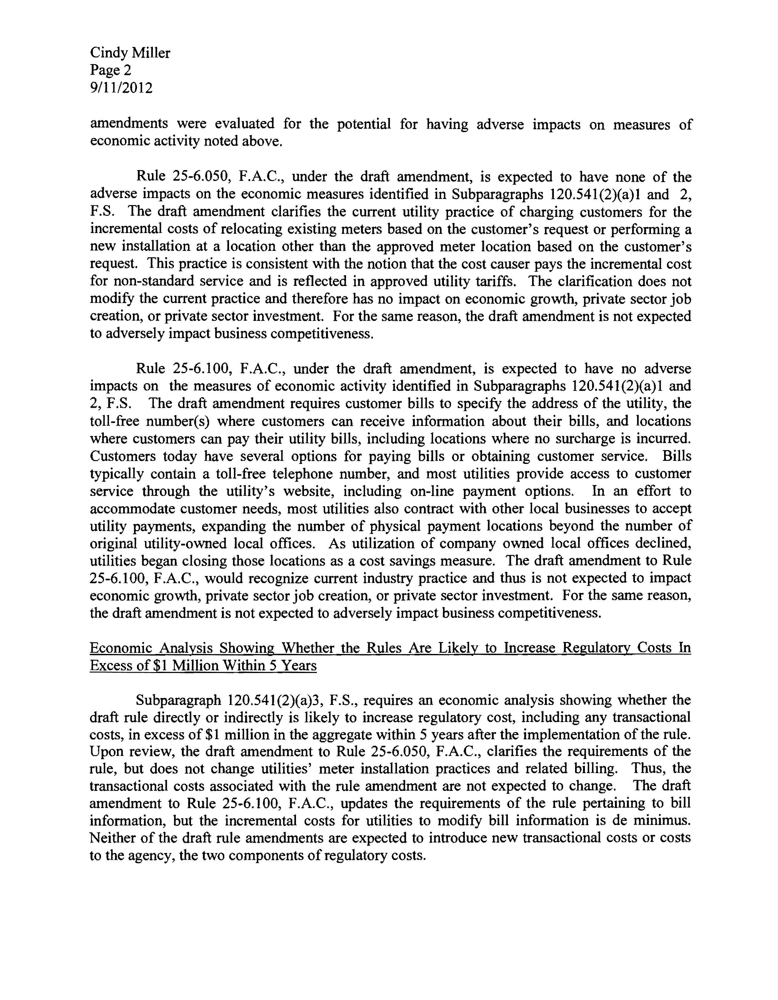 Cindy Miller
Page 2
9/11/2012
amendments were evaluated for the potential for having adverse impacts on measures of
economic activity noted above.
Rule 25-6.050, F.A.C., under the draft amendment, is expected to have none of the
adverse impacts on the economic measures identified in Subparagraphs 120.541(2)(a)1 and 2,
F.S. The draft amendment clarifies the current utility practice of charging customers for the
incremental costs of relocating existing meters based on the customer's request or performing a
new installation at a location other than the approved meter location based on the customer's
request. This practice is consistent with the notion that the cost causer pays the incremental cost
for non-standard service and is reflected in approved utility tariffs. The clarification does not
modify the current practice and therefore has no impact on economic growth, private sector job
creation, or private sector investment. For the same reason, the draft amendment is not expected
to adversely impact business competitiveness.
Rule 25-6.100, F.A.C., under the draft amendment, is expected to have no adverse
impacts on the measures of economic activity identified in Subparagraphs 120.541(2)(a)1 and
2, F.S. The draft amendment requires customer bills to specify the address of the utility, the
toll-free number(s) where customers can receive information about their bills, and locations
where customers can pay their utility bills, including locations where no surcharge is incurred.
Customers today have several options for paying bills or obtaining customer service. Bills
typically contain a toll-free telephone number, and most utilities provide access to customer
service through the utility's website, including on-line payment options. In an effort to
accommodate customer needs, most utilities also contract with other local businesses to accept
utility payments, expanding the number of physical payment locations beyond the number of
original utility-owned local offices. As utilization of company owned local offices declined,
utilities began closing those locations as a cost savings measure. The draft amendment to Rule
25-6.100, F.A.C., would recognize current industry practice and thus is not expected to impact
economic growth, private sector job creation, or private sector investment. For the same reason,
the draft amendment is not expected to adversely impact business competitiveness.
Economic Analysis Showing Whether the Rules Are Likely to Increase Regulatory Costs In
Excess of $1 Million Within 5 Years
Subparagraph 120.541(2)(a)3, F.S., requires an economic analysis showing whether the
draft rule directly or indirectly is likely to increase regulatory cost, including any transactional
costs, in excess of $1 million in the aggregate within 5 years after the implementation of the rule.
Upon review, the draft amendment to Rule 25-6.050, F.A.C., clarifies the requirements of the
rule, but does not change utilities' meter installation practices and related billing. Thus, the
transactional costs associated with the rule amendment are not expected to change. The draft
amendment to Rule 25-6.100, F.A.C., updates the requirements of the rule pertaining to bill
information, but the incremental costs for utilities to modify bill information is de minimus.
Neither of the draft rule amendments are expected to introduce new transactional costs or costs
to the agency, the two components of regulatory costs.